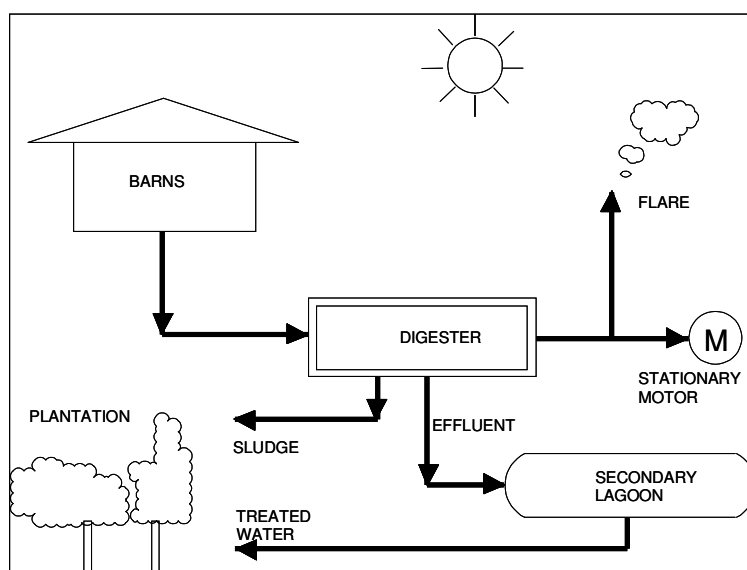 BARNS
FLARE
DIGESTER
M
STATIONARY
MOTOR
PLANTATION
EFFLUENT
SLUDGE
SECONDARY
LAGOON
TREATED
WATER